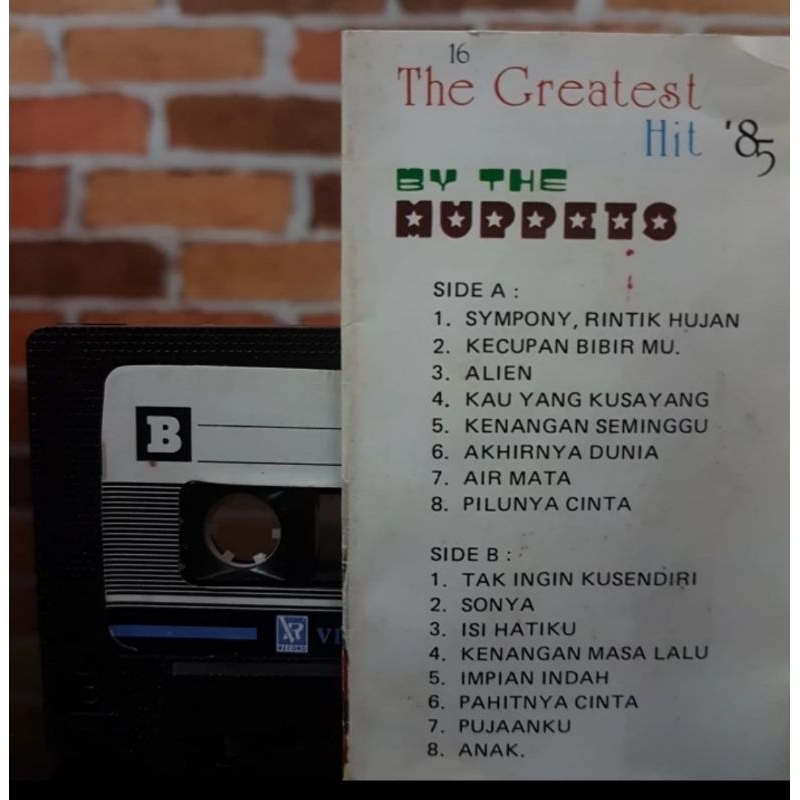 16
The Greatest
Hit '85
BY THE
MUPPETS
SIDE A :
1. SYMPONY, RINTIK HUJAN
2. KECUPAN BIBIR MU.
3. ALIEN
4. KAU YANG KUSAYANG
5. KENANGAN SEMINGGU
6. AKHIRNYA DUNIA
7. AIR MATA
8. PILUNYA CINTA
SIDE B :
1. TAK INGIN KUSENDIRI
2. SONYA
3. ISI HATIKU
4. KENANGAN MASA LALU
5. IMPIAN INDAH
6. PAHITNYA CINTA
7. PUJAANKU
8. ANAK.
B
RECORD